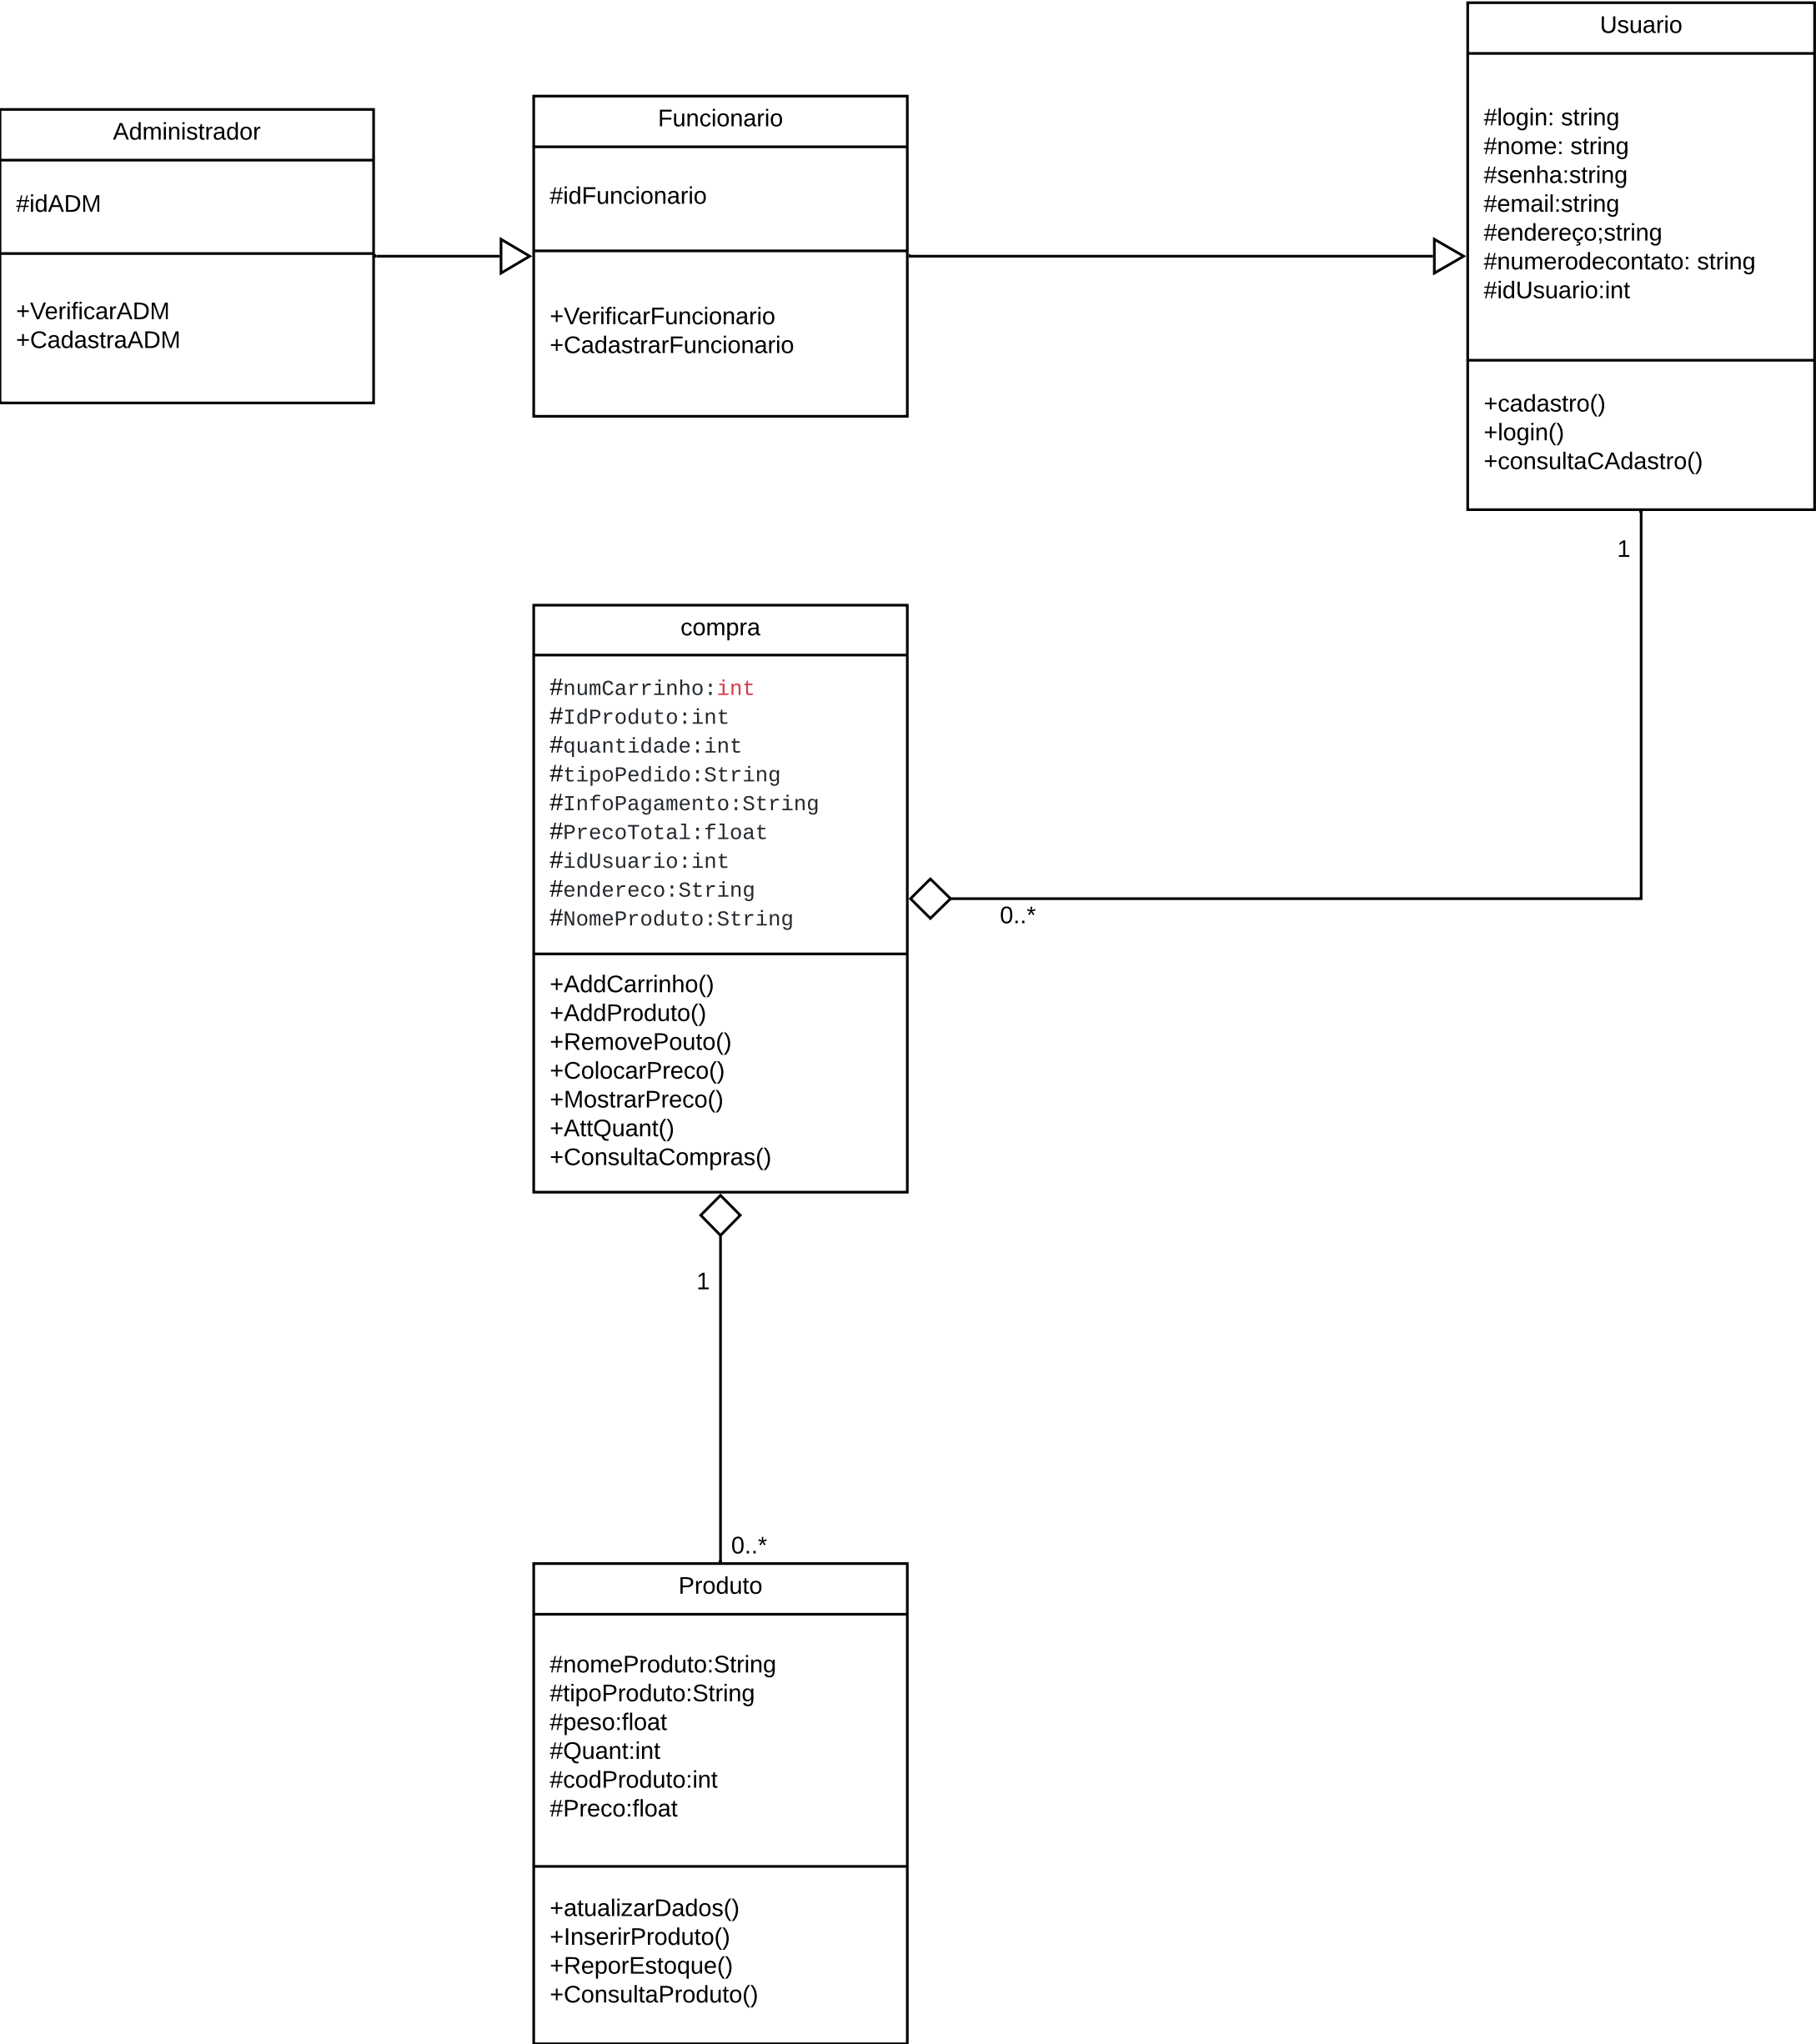 Administrador
#idADM
+VerificarADM
+CadastraADM
Funcionario
#idFuncionario
+VerificarFuncionario
+CadastrarFuncionario
Usuario
#login: string
#nome: string
#senha:string
#email:string
#endereço;string
#numerodecontato: string
#idUsuario:int
+cadastro()
+login()
+consultaCAdastro()
1
0..*
compra
#numCarrinho:int
#IdProduto:int
#quantidade:int
#tipoPedido:String
#InfoPagamento:String
#PrecoTotal:float
#idUsuario:int
#endereco:String
#NomeProduto:String
+AddCarrinho()
+AddProduto()
+RemovePouto()
+ColocarPreco()
+MostrarPreco()
+AttQuant()
+ConsultaCompras()
1
0..*
Produto
#nomeProduto:String
#tipoProduto:String
#peso:float
#Quant:int
#codProduto:int
#Preco:float
+atualizarDados()
+InserirProduto()
+ReporEstoque()
+ConsultaProduto()